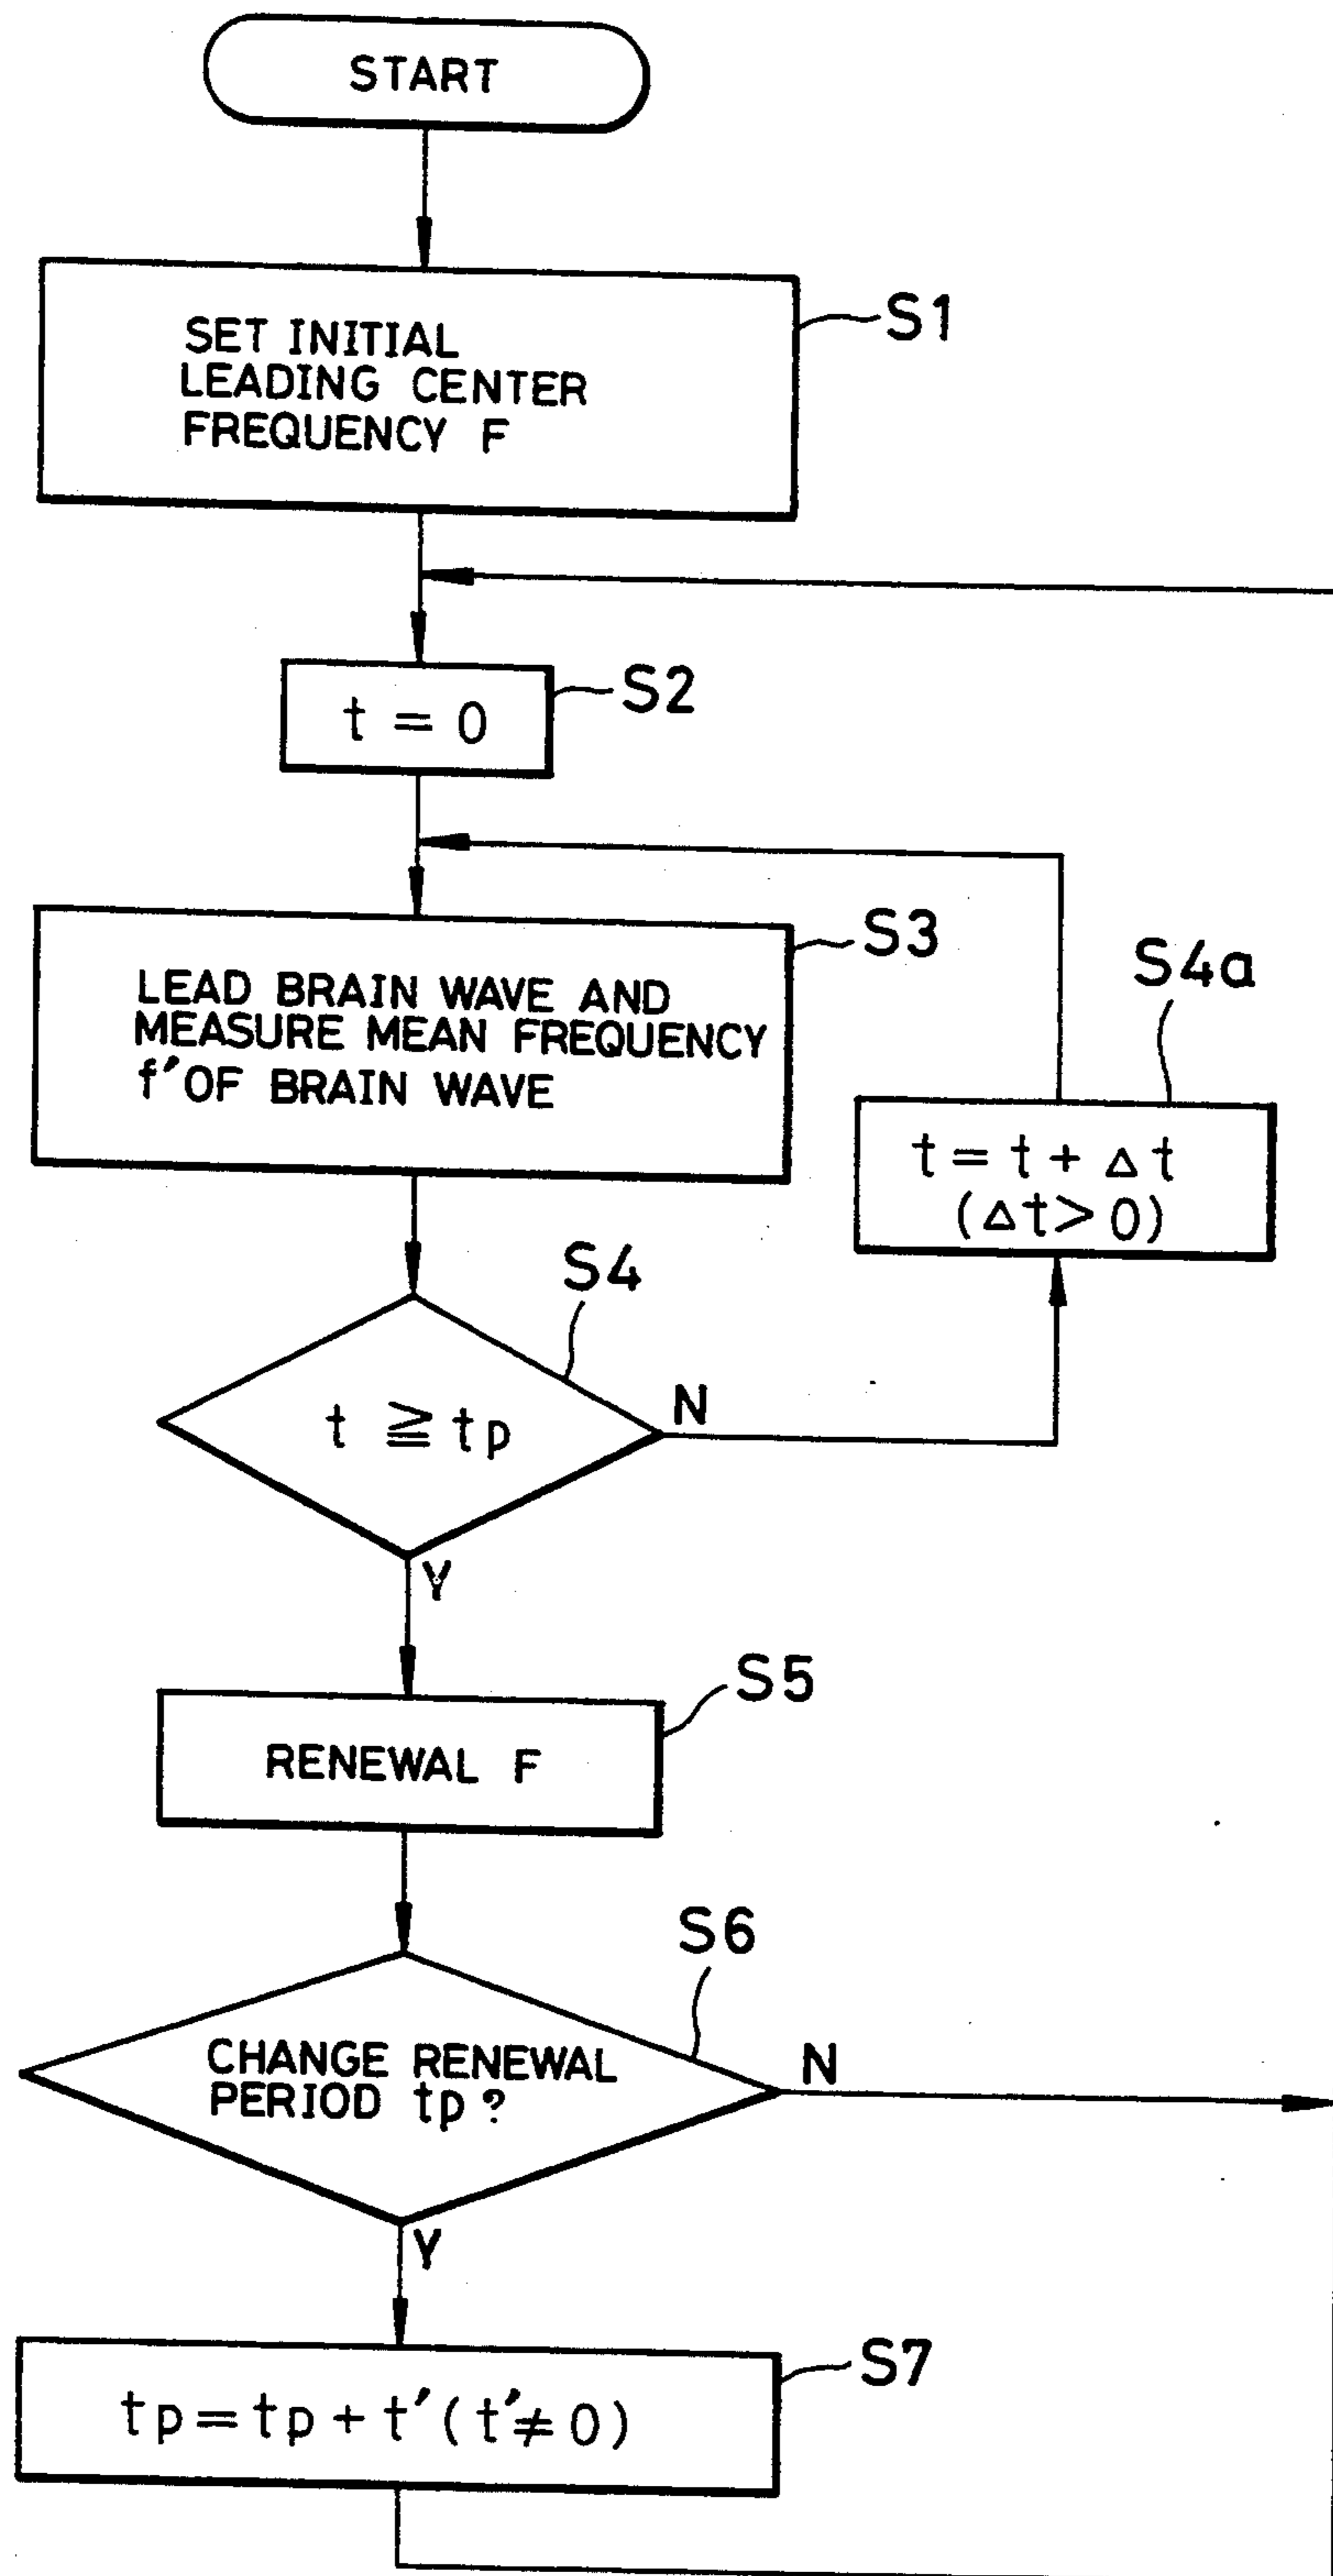 START
SET INITIAL
LEADING CENTER
FREQUENCY F
S1
t = 0
S2
LEAD BRAIN WAVE AND
MEASURE MEAN FREQUENCY
f' OF BRAIN WAVE
S3
S4a
t = t + Δt
(Δt > 0)
S4
t ≧ tp
N
Y
S5
RENEWAL F
S6
CHANGE RENEWAL
PERIOD tp ?
N
Y
S7
tp = tp + t' (t' ≠ 0)